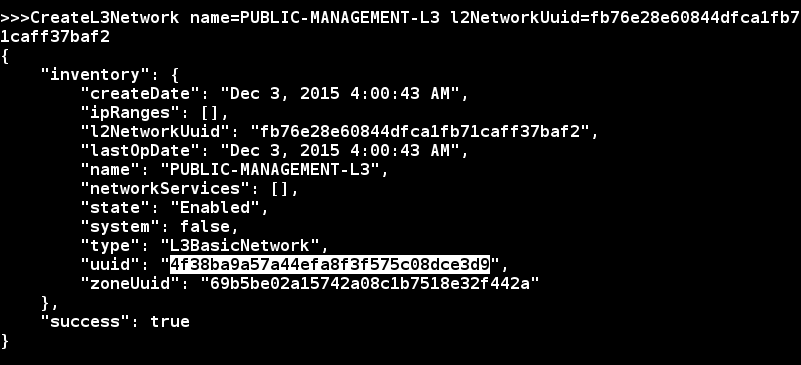 >>>CreateL3Network name=PUBLIC-MANAGEMENT-L3 l2NetworkUuid=fb76e28e60844dfca1fb7
1caff37baf2
{
    "inventory": {
        "createDate": "Dec 3, 2015 4:00:43 AM",
        "ipRanges": [],
        "l2NetworkUuid": "fb76e28e60844dfca1fb71caff37baf2",
        "lastOpDate": "Dec 3, 2015 4:00:43 AM",
        "name": "PUBLIC-MANAGEMENT-L3",
        "networkServices": [],
        "state": "Enabled",
        "system": false,
        "type": "L3BasicNetwork",
        "uuid": "4f38ba9a57a44efa8f3f575c08dce3d9",
        "zoneUuid": "69b5be02a15742a08c1b7518e32f442a"
    },
    "success": true
}